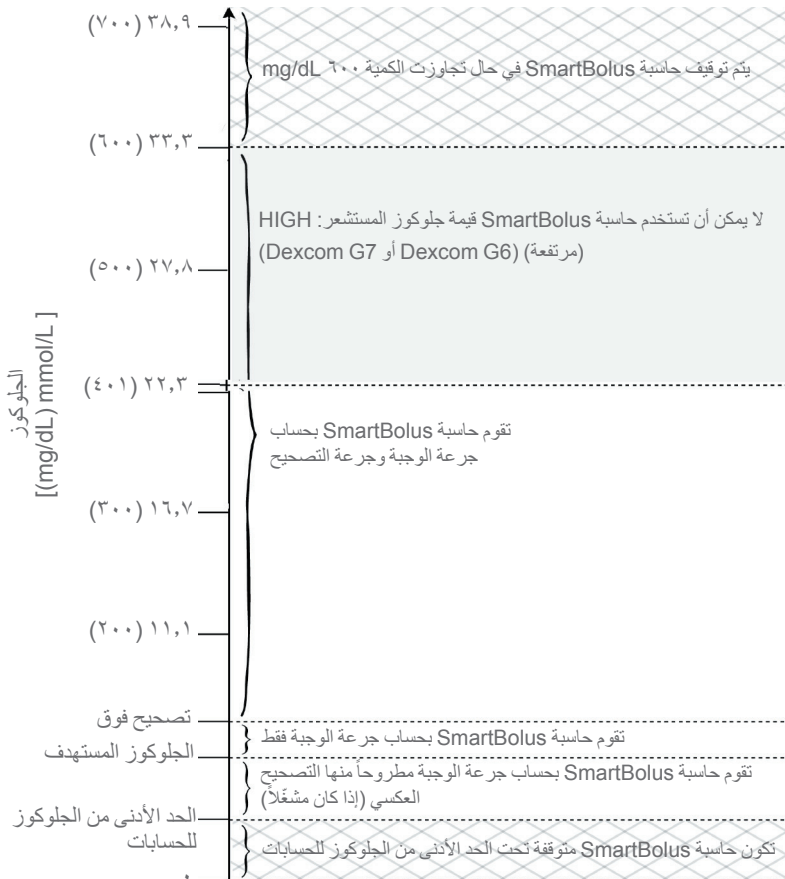 ٣٨,٩ (٧٠٠)
يتم توقيف حاسبة SmartBolus في حال تجاوزت الكمية ٦٠٠ mg/dL
٣٣,٣ (٦٠٠)
لا يمكن أن تستخدم حاسبة SmartBolus قيمة جلوكوز المستشعر: HIGH
(مرتفعة) (Dexcom G6 أو Dexcom G7)
٢٧,٨ (٥٠٠)
الجلوكوز
[(mg/dL) mmol/L ]
٢٢,٣ (٤٠١)
تقوم حاسبة SmartBolus بحساب
جرعة الوجبة وجرعة التصحيح
١٦,٧ (٣٠٠)
١١,١ (٢٠٠)
تصحيح فوق
تقوم حاسبة SmartBolus بحساب جرعة الوجبة فقط
الجلوكوز المستهدف
تقوم حاسبة SmartBolus بحساب جرعة الوجبة مطروحاً منها التصحيح
العكسي (إذا كان مشغّلاً)
الحد الأدنى من الجلوكوز
للحسابات
تكون حاسبة SmartBolus متوقفة تحت الحد الأدنى من الجلوكوز للحسابات
٠